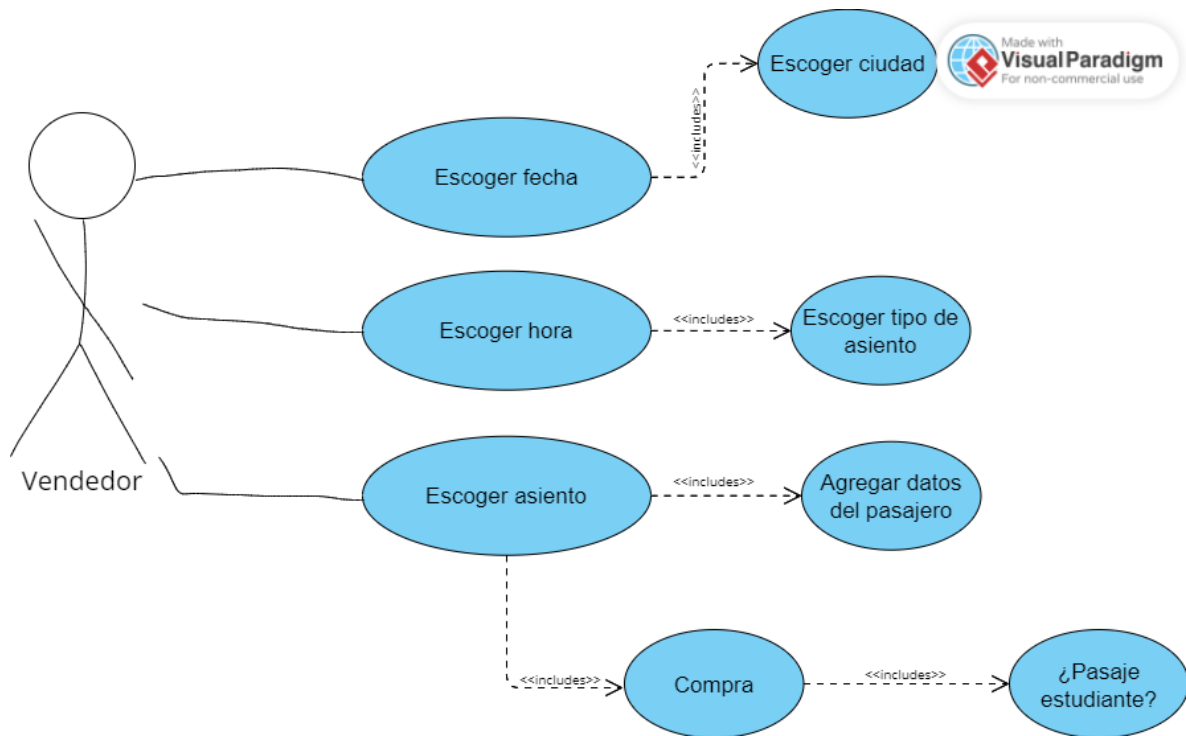 Escoger ciudad
Made with
Visual Paradigm
For non-commercial use
<<includes>>
Escoger fecha
Escoger hora
<<includes>>
Escoger tipo de
asiento
Vendedor
Escoger asiento
<<includes>>
Agregar datos
del pasajero
<<includes>>
Compra
<<includes>>
¿Pasaje
estudiante?